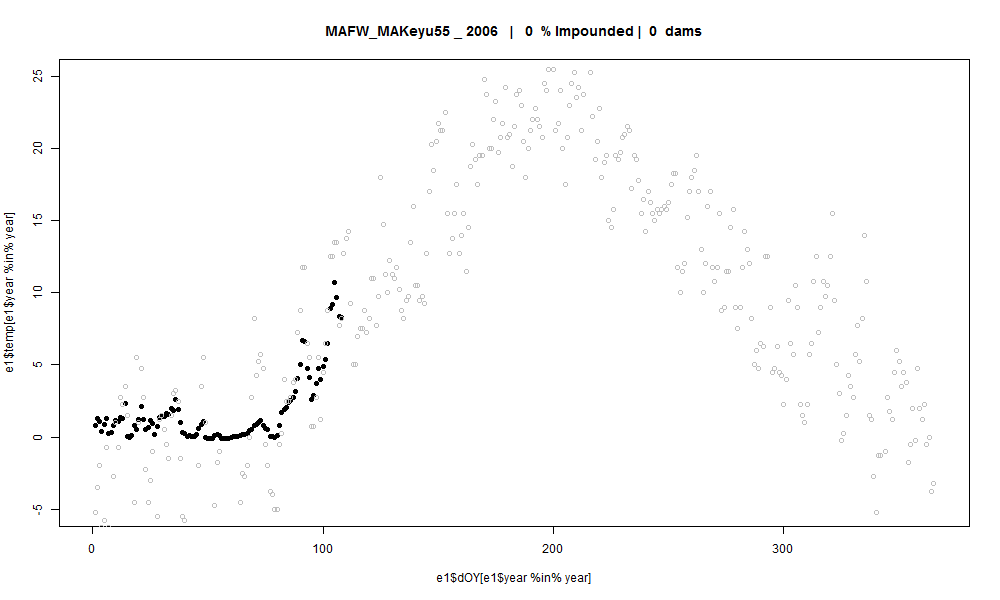 MAFW_MAKeyu55 _ 2006 | 0 % Impounded | 0 dams
e1$temp[e1$year %in% year]
25
20
15
10
5
0
-5
0 100 200 300
e1$dOY[e1$year %in% year]